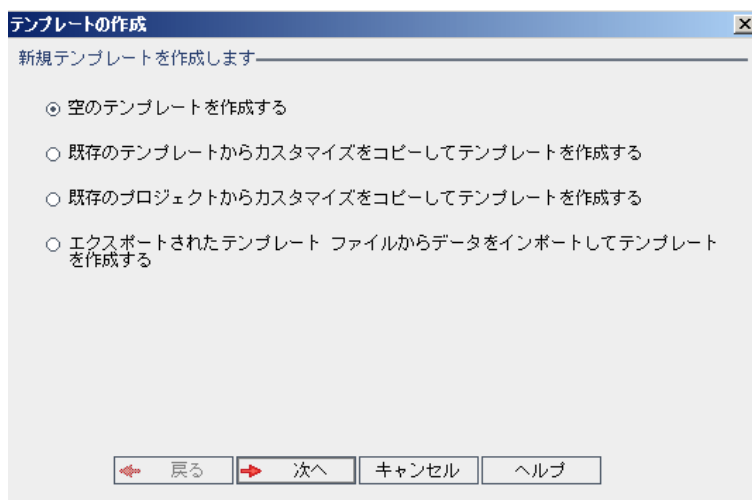 テンプレートの作成
新規テンプレートを作成します
空のテンプレートを作成する
既存のテンプレートからカスタマイズをコピーしてテンプレートを作成する
既存のプロジェクトからカスタマイズをコピーしてテンプレートを作成する
エクスポートされたテンプレート ファイルからデータをインポートしてテンプレート
を作成する
戻る 次へ キャンセル ヘルプ